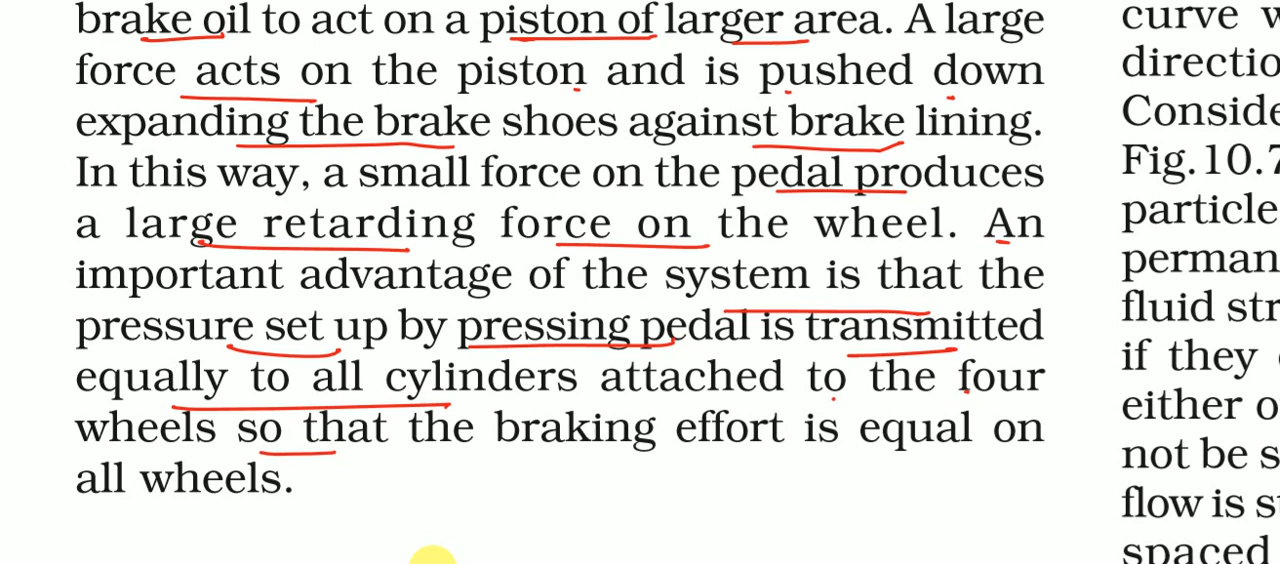 brake oil to act on a piston of larger area. A large
force acts on the piston and is pushed down
expanding the brake shoes against brake lining.
In this way, a small force on the pedal produces
a large retarding force on the wheel. An
important advantage of the system is that the
pressure set up by pressing pedal is transmitted
equally to all cylinders attached to the four
wheels so that the braking effort is equal on
all wheels.
curve
directio
Conside
Fig.10.7
particle
perman
fluid str
if they
either o
not be s
flow is s
spaced